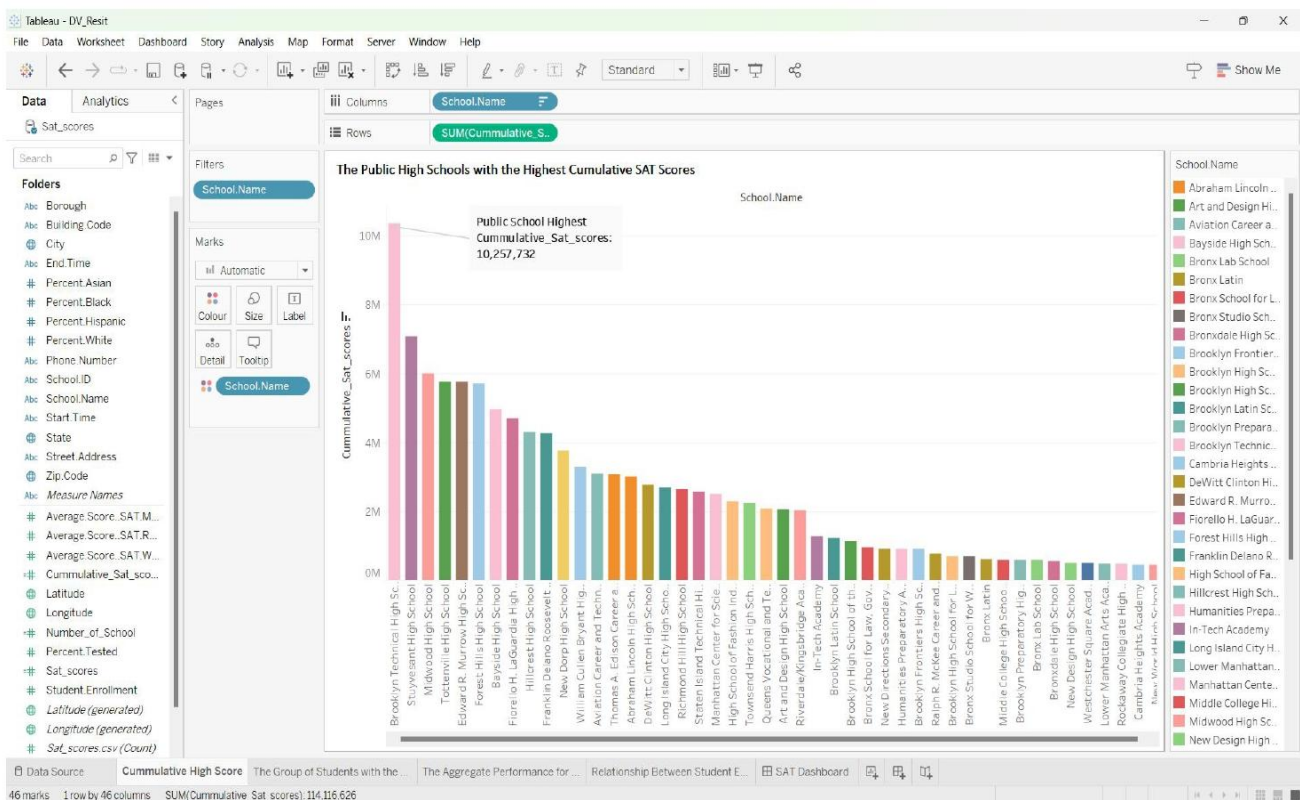 Tableau - DV_Resit
File Data Worksheet Dashboard Story Analysis Map Format Server Window Help
Standard
Show Me
Data Analytics
Sat_scores
Search
Folders
Abc Borough
Abc Building.Code
City
Abc End.Time
# Percent.Asian
# Percent.Black
# Percent.Hispanic
# Percent.White
Abc Phone.Number
Abc School.ID
Abc School.Name
Abc Start.Time
State
Abc Street.Address
Zip.Code
Abc Measure Names
# Average.Score..SAT.M...
# Average.Score..SAT.R...
# Average.Score..SAT.W...
=# Cummulative_Sat_sco...
Latitude
Longitude
=# Number_of_School
# Percent.Tested
=# Sat_scores
# Student.Enrollment
Latitude (generated)
Longitude (generated)
# Sat_scores.csv (Count)
Pages
Filters
School.Name
Marks
Automatic
Colour Size Label
Detail Tooltip
School.Name
Columns School.Name
Rows SUM(Cummulative_S..
The Public High Schools with the Highest Cumulative SAT Scores
School.Name
Public School Highest
Cummulative_Sat_scores:
10,257,732
Cummulative_Sat_scores
10M
8M
6M
4M
2M
0M
Brooklyn Technical High Sc..
Stuyvesant High School
Midwood High School
Tottenville High School
Edward R. Murrow High Sc..
Forest Hills High School
Bayside High School
Fiorello H. LaGuardia High ..
Hillcrest High School
Franklin Delano Roosevelt ..
New Dorp High School
William Cullen Bryant Hig..
Aviation Career and Techn..
Thomas A. Edison Career a..
Abraham Lincoln High Sch..
DeWitt Clinton High School
Long Island City High Scho..
Richmond Hill High School
Statan Island Technical Hi..
Manhattan Center for Scie..
High School of Fashion Ind..
Townsend Harris High Sch..
Queens Vocational and Te..
Art and Design High School
Riverdale/Kingsbridge Aca..
In-Tech Academy
Brooklyn Latin School
Brooklyn High School of th..
Bronx School for Law, Gov..
New Directions Secondary..
Humanities Preparatory A..
Brooklyn Frontiers High Sc..
Ralph R. McKee Career and..
Brooklyn High School for L..
Bronx Studio School for W..
Bronx Latin
Middle College High Schoo..
Brooklyn Preparatory Hig..
Bronx Lab School
Bronxdale High School
New Design High School
Westchester Square Acad..
Lower Manhattan Arts Aca..
Rockaway Collegiate High ..
Cambria Heights Academy
New World High School
School.Name
Abraham Lincoln ..
Art and Design Hi..
Aviation Career a..
Bayside High Sch..
Bronx Lab School
Bronx Latin
Bronx School for L..
Bronx Studio Sch..
Bronxdale High Sc..
Brooklyn Frontier..
Brooklyn High Sc..
Brooklyn High Sc..
Brooklyn Latin Sc..
Brooklyn Prepara..
Brooklyn Technic..
Cambria Heights ..
DeWitt Clinton Hi..
Edward R. Murro..
Fiorello H. LaGuar..
Forest Hills High ..
Franklin Delano R..
High School of Fa..
Hillcrest High Sch..
Humanities Prepa..
In-Tech Academy
Long Island City H..
Lower Manhattan..
Manhattan Cente..
Middle College Hi..
Midwood High Sc..
New Design High ..
Data Source Cummulative High Score The Group of Students with the ... The Aggregate Performance for ... Relationship Between Student E... SAT Dashboard
46 marks 1 row by 46 columns SUM(Cummulative_Sat_scores): 114,116,626